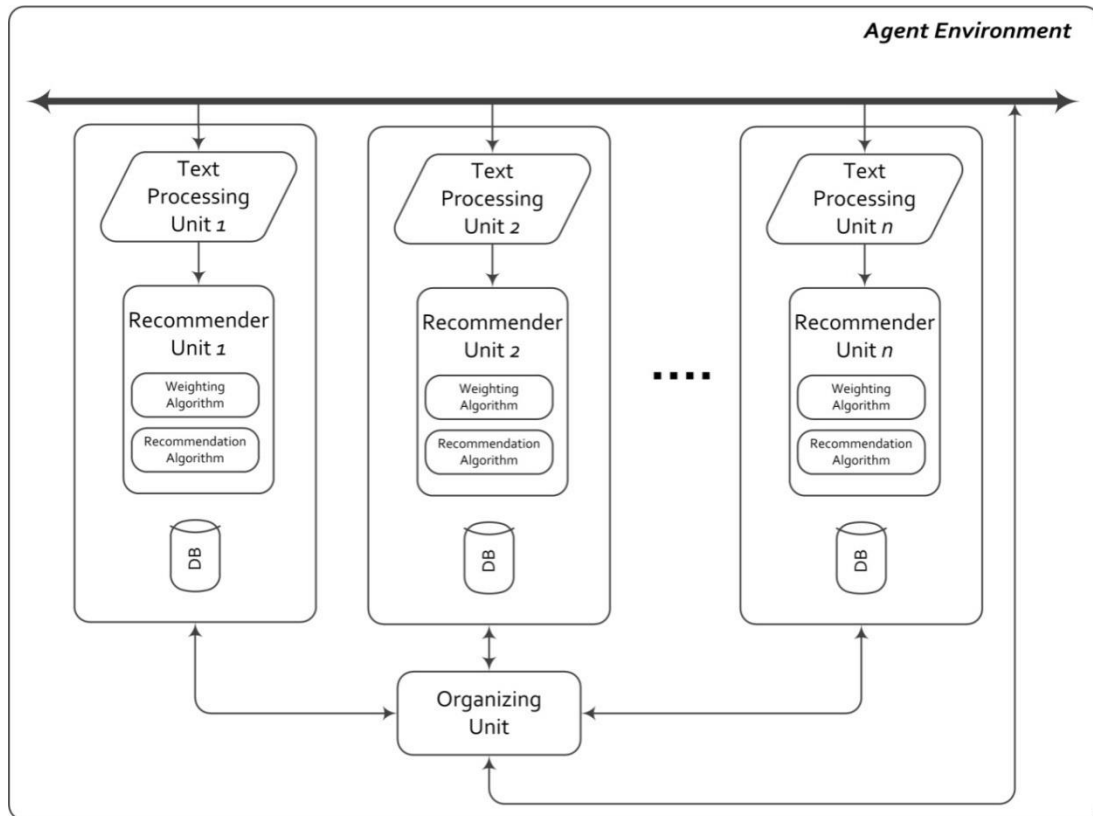 Agent Environment
Text
Processing
Unit 1
Recommender
Unit 1
Weighting
Algorithm
Recommendation
Algorithm
DB
Text
Processing
Unit 2
Recommender
Unit 2
Weighting
Algorithm
Recommendation
Algorithm
DB
....
Text
Processing
Unit n
Recommender
Unit n
Weighting
Algorithm
Recommendation
Algorithm
DB
Organizing
Unit